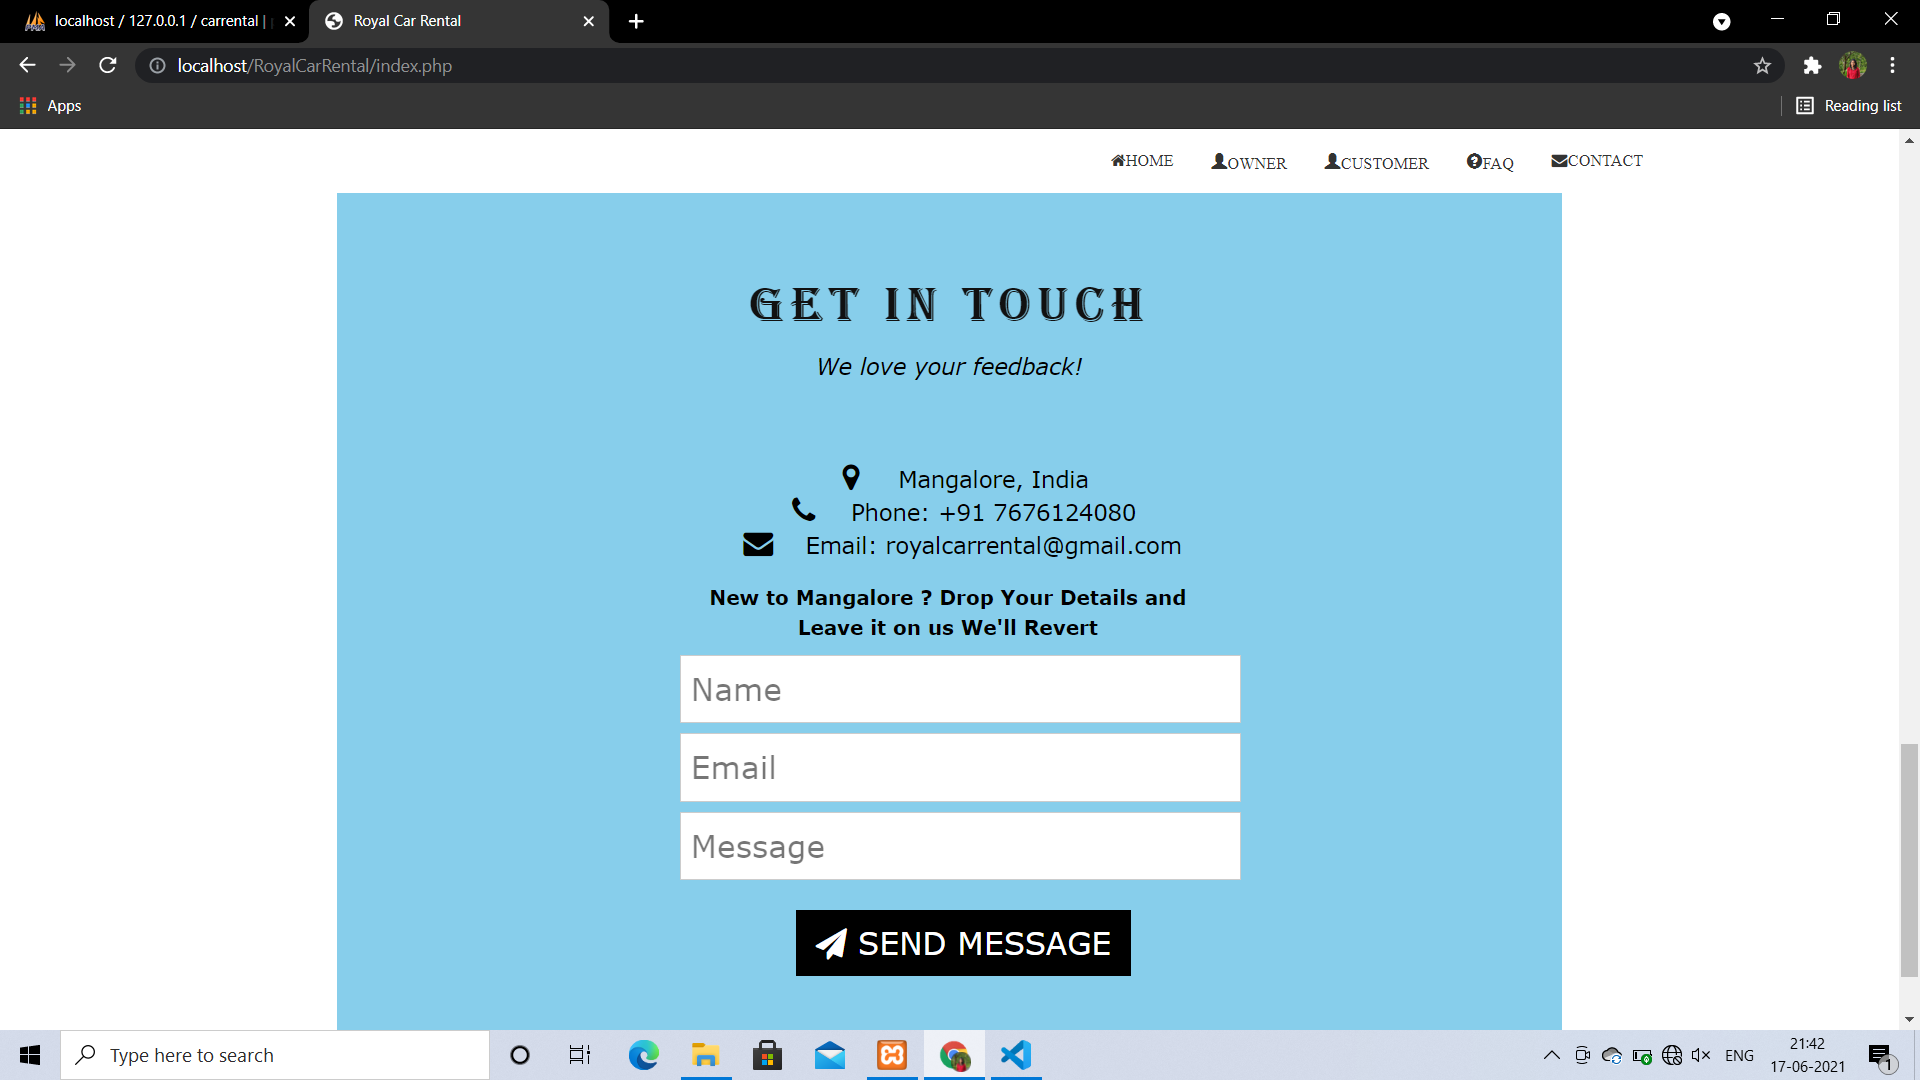 localhost / 127.0.0.1 / carrental |
Royal Car Rental
localhost/RoyalCarRental/index.php
Apps
Reading list
HOME
OWNER
CUSTOMER
FAQ
CONTACT
GET IN TOUCH
We love your feedback!
Mangalore, India
Phone: +91 7676124080
Email: royalcarrental@gmail.com
New to Mangalore ? Drop Your Details and
Leave it on us We'll Revert
Name
Email
Message
SEND MESSAGE
Type here to search
ENG
21:42
17-06-2021
1